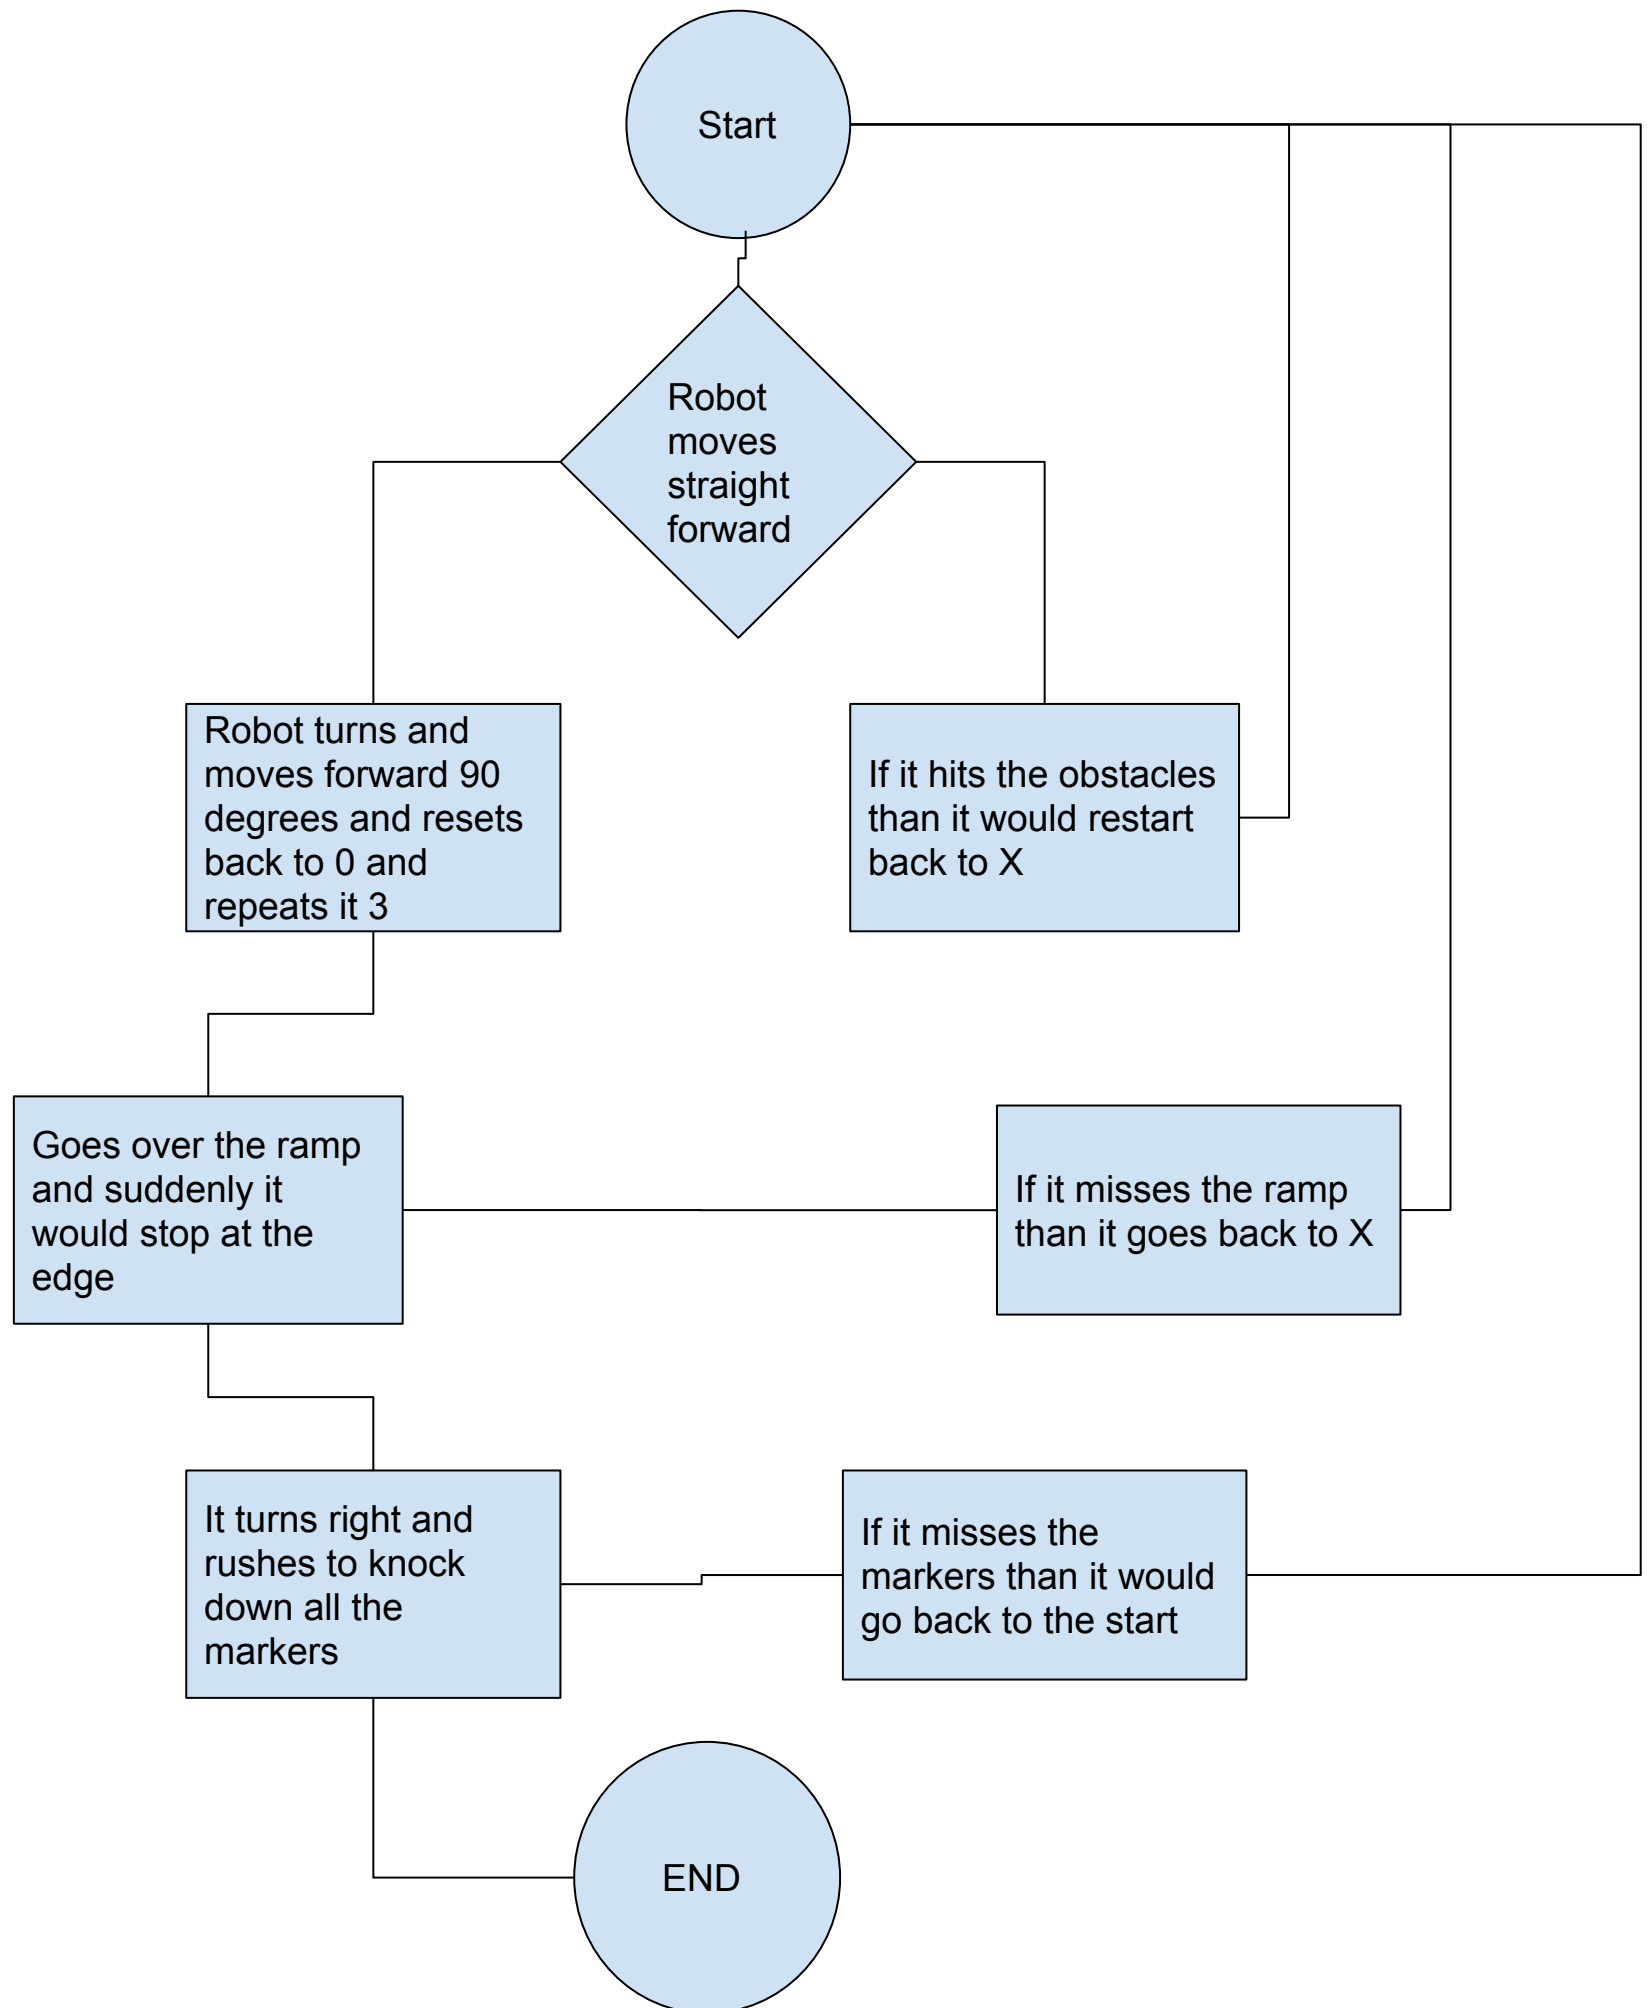 Start
Robot
moves
straight
forward
Robot turns and
moves forward 90
degrees and resets
back to 0 and
repeats it 3
If it hits the obstacles
than it would restart
back to X
Goes over the ramp
and suddenly it
would stop at the
edge
If it misses the ramp
than it goes back to X
It turns right and
rushes to knock
down all the
markers
If it misses the
markers than it would
go back to the start
END